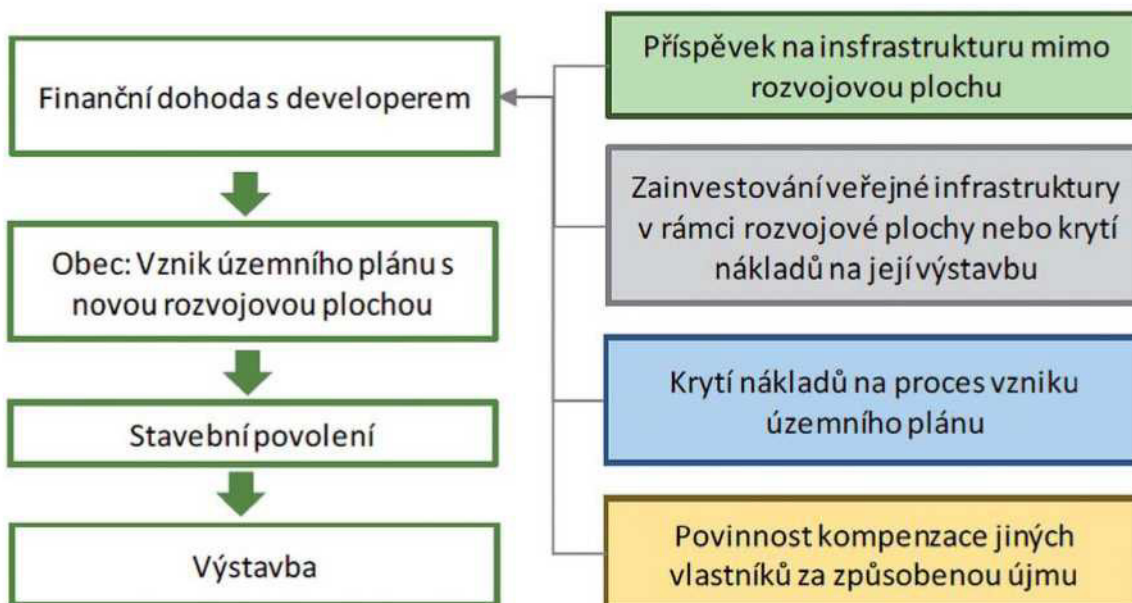 Finanční dohoda s developerem
Obec: Vznik územního plánu s
novou rozvojovou plochou
Stavební povolení
Výstavba
Příspěvek na insfrastrukturu mimo
rozvojovou plochu
Zainvestování veřejné infrastruktury
v rámci rozvojové plochy nebo krytí
nákladů na její výstavbu
Krytí nákladů na proces vzniku
územního plánu
Povinnost kompenzace jiných
vlastníků za způsobenou újmu